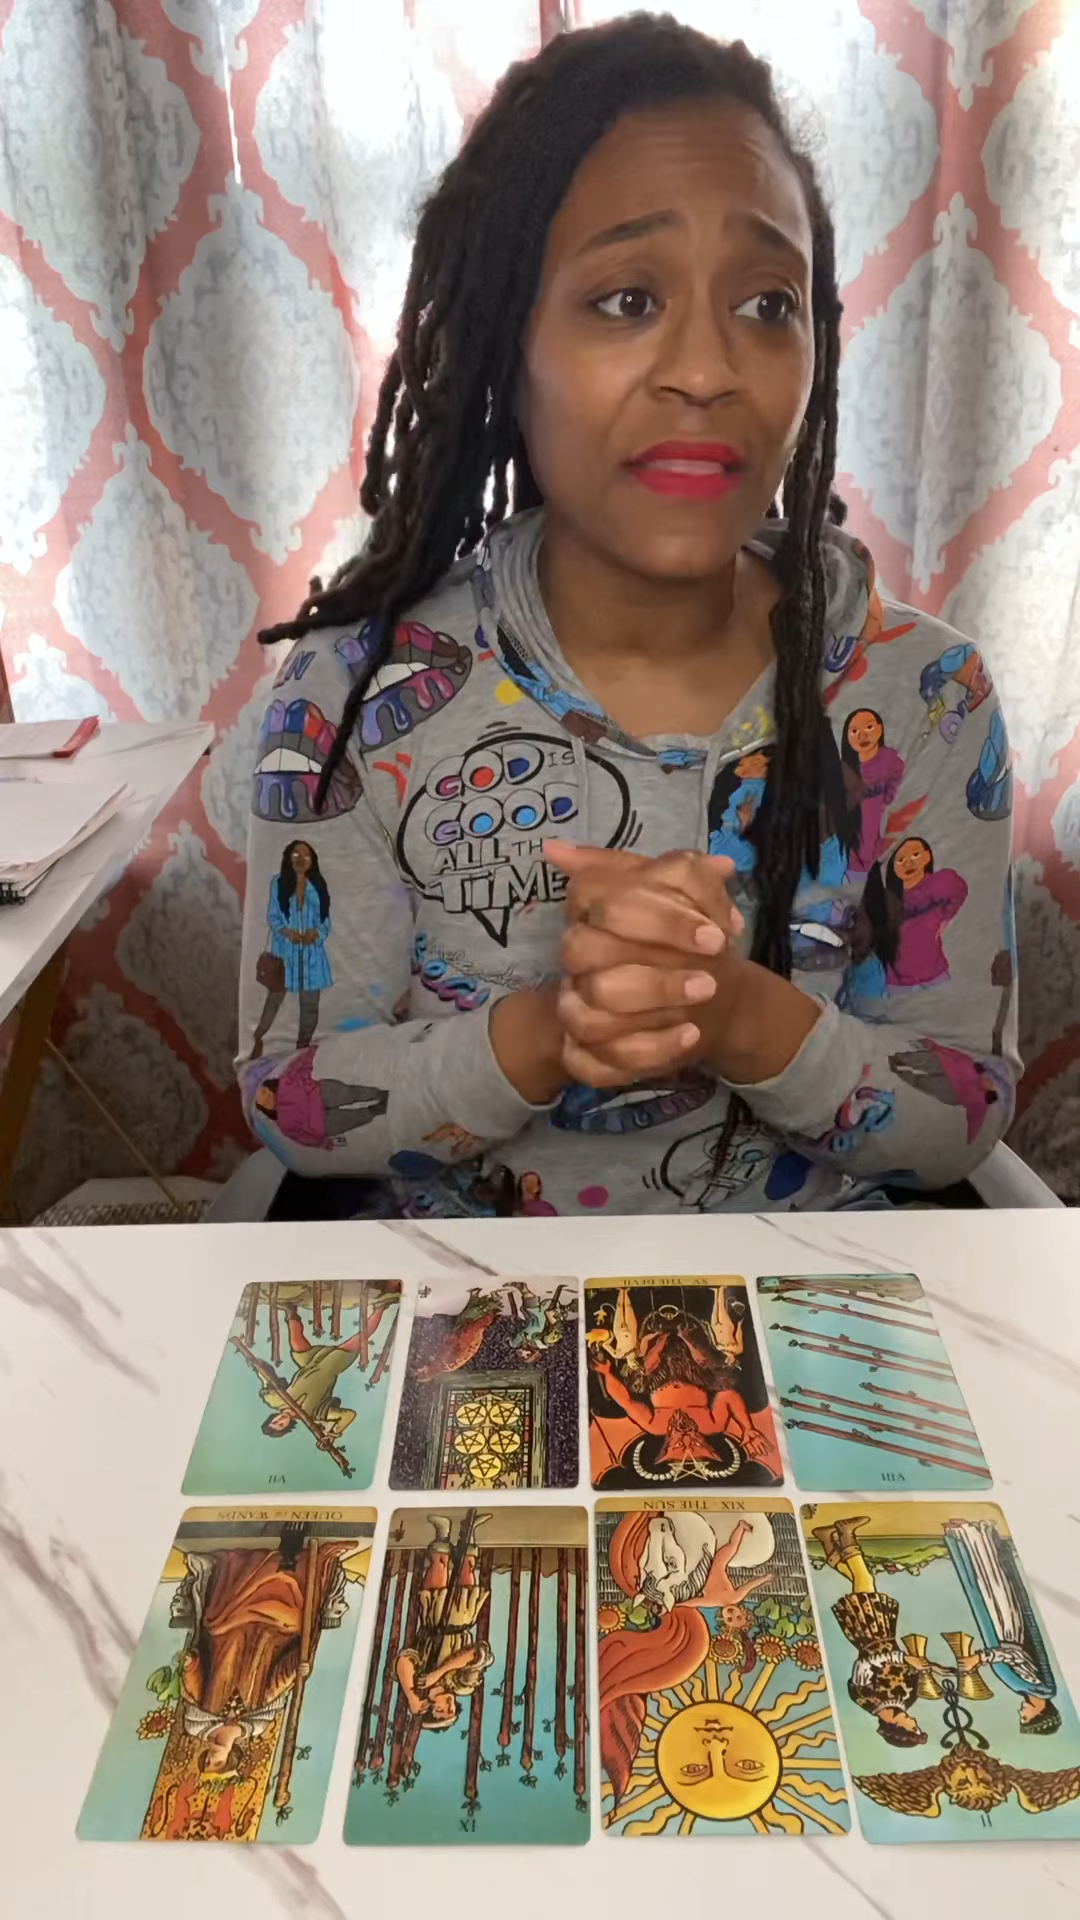 GOD IS
GOOD
ALL THE
TIME
XV · THE DEVIL
VII
VIII
QUEEN OF WANDS
XIX · THE SUN
IX
II